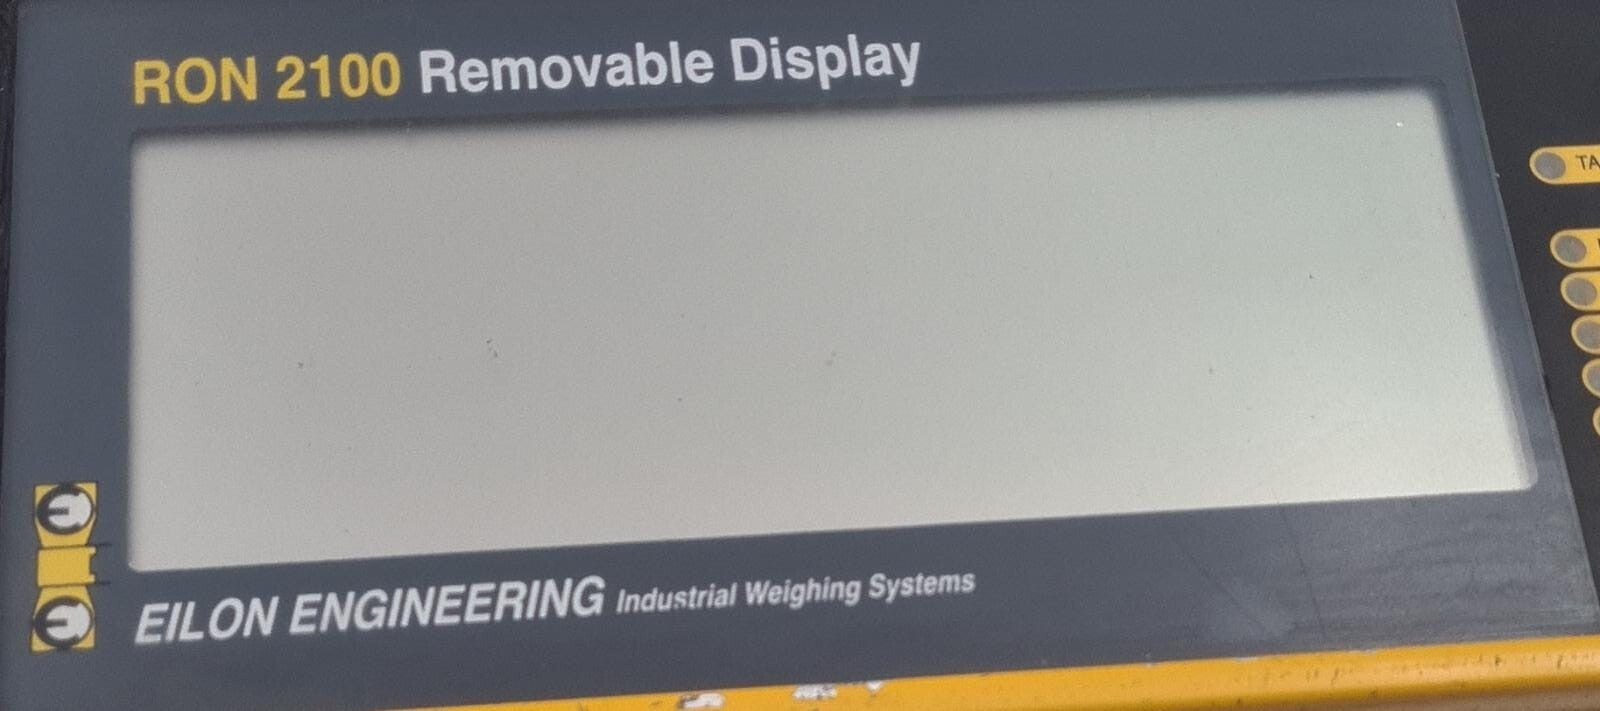 RON 2100 Removable Display
EILON ENGINEERING Industrial Weighing Systems